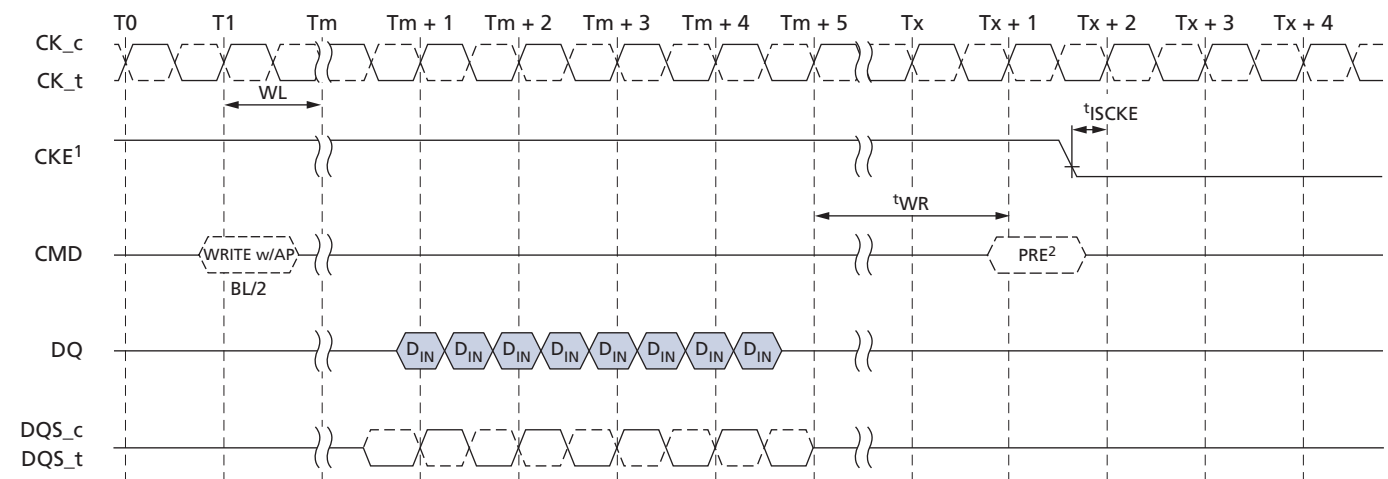 T0 T1 Tm Tm + 1 Tm + 2 Tm + 3 Tm + 4 Tm + 5 Tx Tx + 1 Tx + 2 Tx + 3 Tx + 4
CK_c
CK_t
WL
tISCKE
CKE1
tWR
CMD
WRITE w/AP
PRE2
BL/2
DQ
DIN DIN DIN DIN DIN DIN DIN DIN
DQS_c
DQS_t